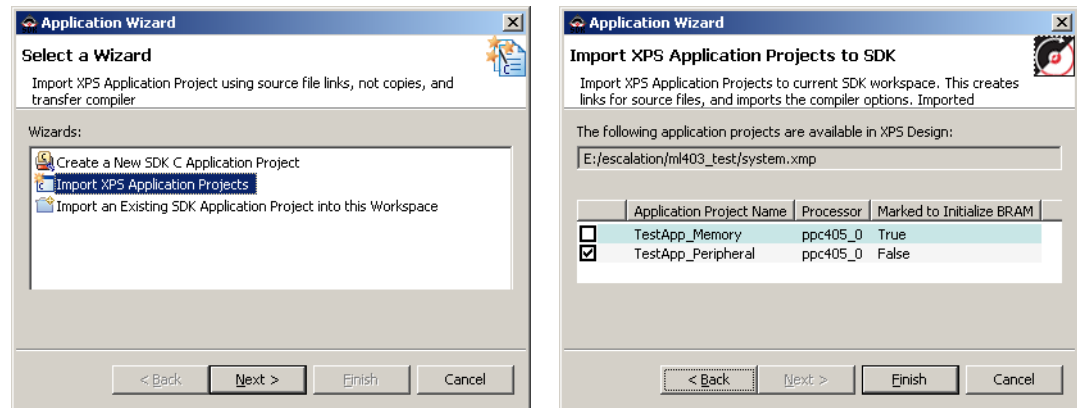 Application Wizard
Select a Wizard
Import XPS Application Project using source file links, not copies, and
transfer compiler
Wizards:
Create a New SDK C Application Project
Import XPS Application Projects
Import an Existing SDK Application Project into this Workspace
< Back Next > Finish Cancel
Application Wizard
Import XPS Application Projects to SDK
Import XPS Application Projects to current SDK workspace. This creates
links for source files, and imports the compiler options. Imported
The following application projects are available in XPS Design:
E:/escalation/ml403_test/system.xmp
Application Project Name Processor Marked to Initialize BRAM
TestApp_Memory ppc405_0 True
TestApp_Peripheral ppc405_0 False
< Back Next > Finish Cancel